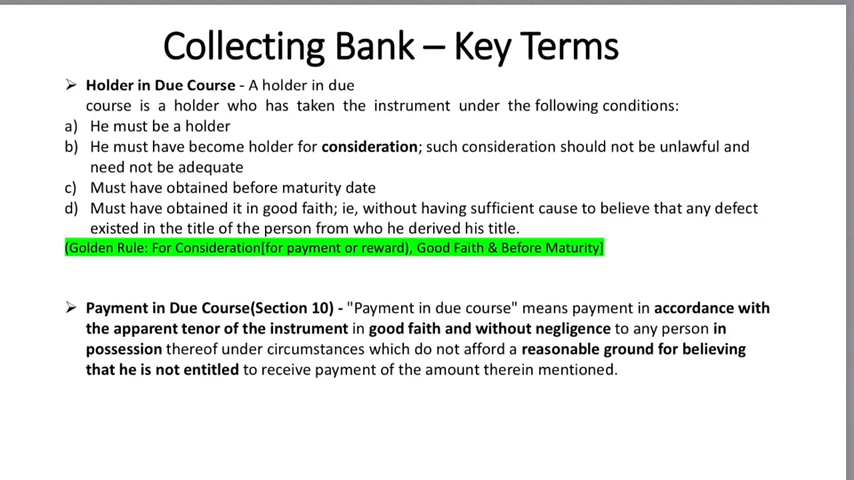 Collecting Bank – Key Terms
➢ Holder in Due Course - A holder in due
course is a holder who has taken the instrument under the following conditions:
a) He must be a holder
b) He must have become holder for consideration; such consideration should not be unlawful and
need not be adequate
c) Must have obtained before maturity date
d) Must have obtained it in good faith; ie, without having sufficient cause to believe that any defect
existed in the title of the person from who he derived his title.
(Golden Rule: For Consideration[for payment or reward), Good Faith & Before Maturity]
➢ Payment in Due Course(Section 10) - "Payment in due course" means payment in accordance with
the apparent tenor of the instrument in good faith and without negligence to any person in
possession thereof under circumstances which do not afford a reasonable ground for believing
that he is not entitled to receive payment of the amount therein mentioned.